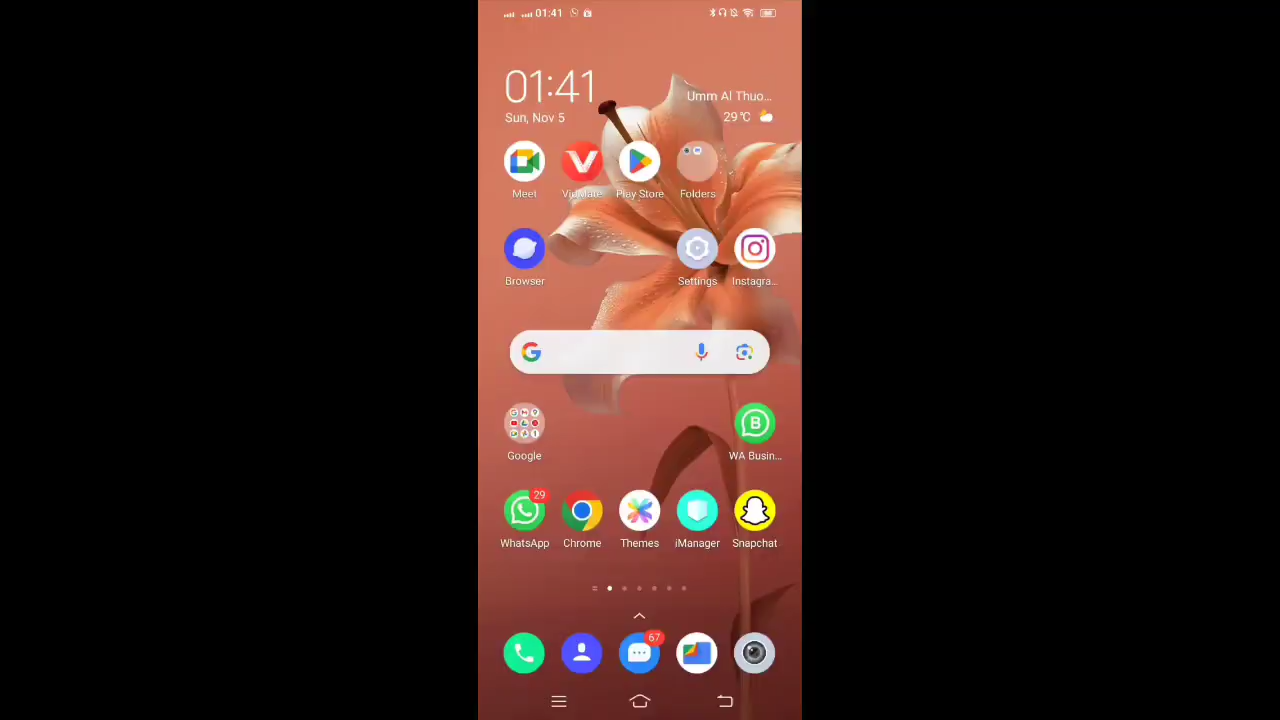 01:41
01:41
Umm Al Thuo...
Sun, Nov 5
29°C
Meet
VidMate
Play Store
Folders
Browser
Settings
Instagra...
Google
WA Busin...
29
WhatsApp
Chrome
Themes
iManager
Snapchat
67